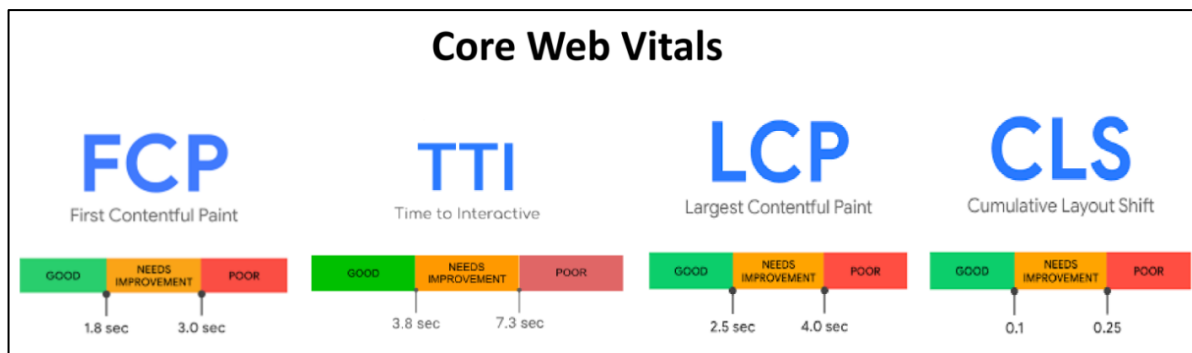 Core Web Vitals
FCP
First Contentful Paint
GOOD
NEEDS
IMPROVEMENT
POOR
1.8 sec
3.0 sec
TTI
Time to Interactive
GOOD
NEEDS
IMPROVEMENT
POOR
3.8 sec
7.3 sec
LCP
Largest Contentful Paint
GOOD
NEEDS
IMPROVEMENT
POOR
2.5 sec
4.0 sec
CLS
Cumulative Layout Shift
GOOD
NEEDS
IMPROVEMENT
POOR
0.1
0.25